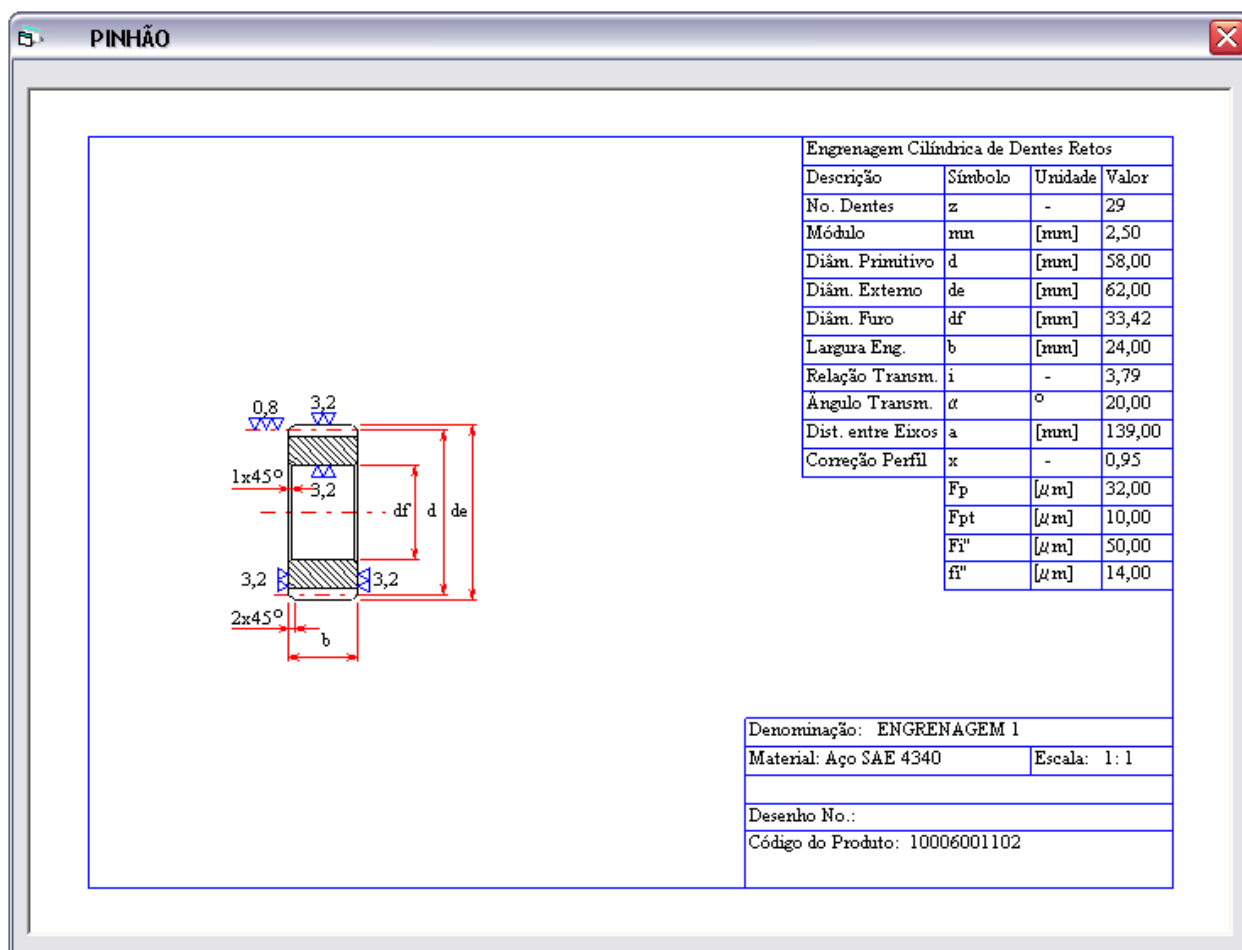 PINHÃO
Engrenagem Cilíndrica de Dentes Retos
Descrição Símbolo Unidade Valor
No. Dentes z - 29
Módulo mn [mm] 2,50
Diâm. Primitivo d [mm] 58,00
Diâm. Externo de [mm] 62,00
Diâm. Furo df [mm] 33,42
Largura Eng. b [mm] 24,00
Relação Transm. i - 3,79
Ângulo Transm. α º 20,00
Dist. entre Eixos a [mm] 139,00
Correção Perfil x - 0,95
Fp [μm] 32,00
Fpt [μm] 10,00
Fi" [μm] 50,00
fi" [μm] 14,00
0,8 3,2
1x45º 3,2
df d de
3,2 3,2
2x45º
b
Denominação: ENGRENAGEM 1
Material: Aço SAE 4340 Escala: 1:1
Desenho No.:
Código do Produto: 10006001102